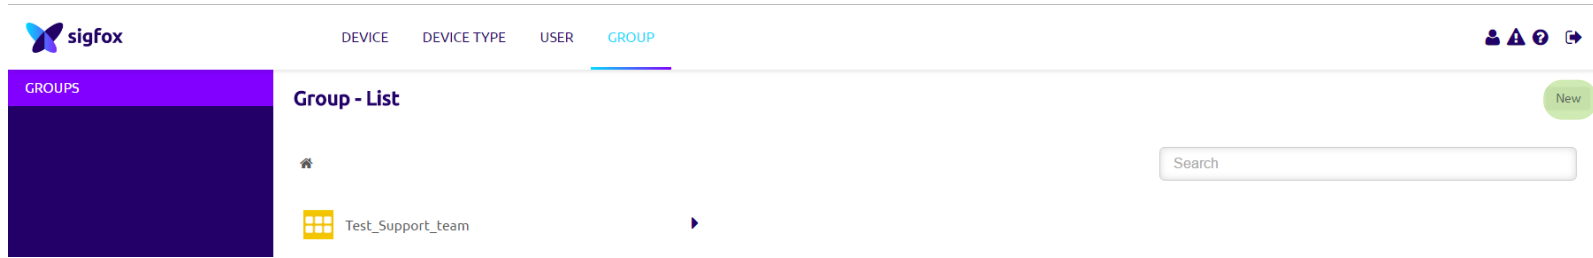 sigfox
DEVICE DEVICE TYPE USER GROUP
GROUPS
Group - List
New
Search
Test_Support_team